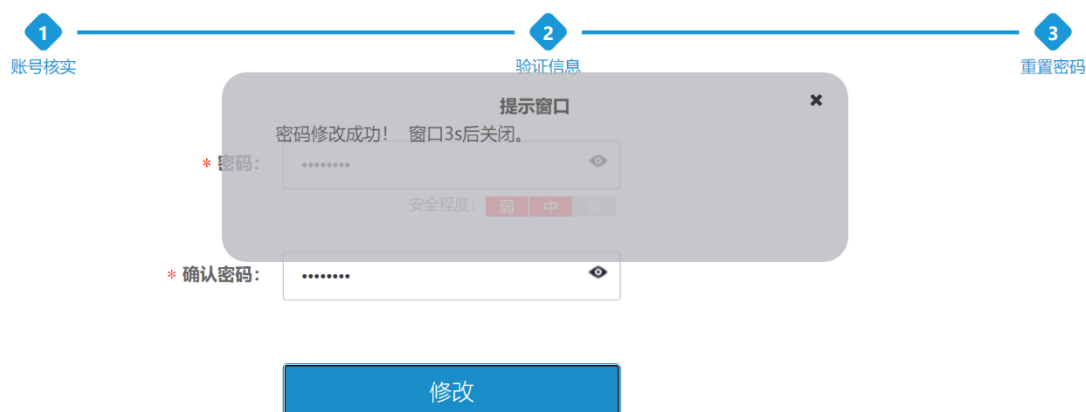 1
2
3
账号核实
验证信息
重置密码
提示窗口
密码修改成功！ 窗口3s后关闭。
* 密码：
••••••••
安全程度： 弱 中 强
* 确认密码：
••••••••
修改